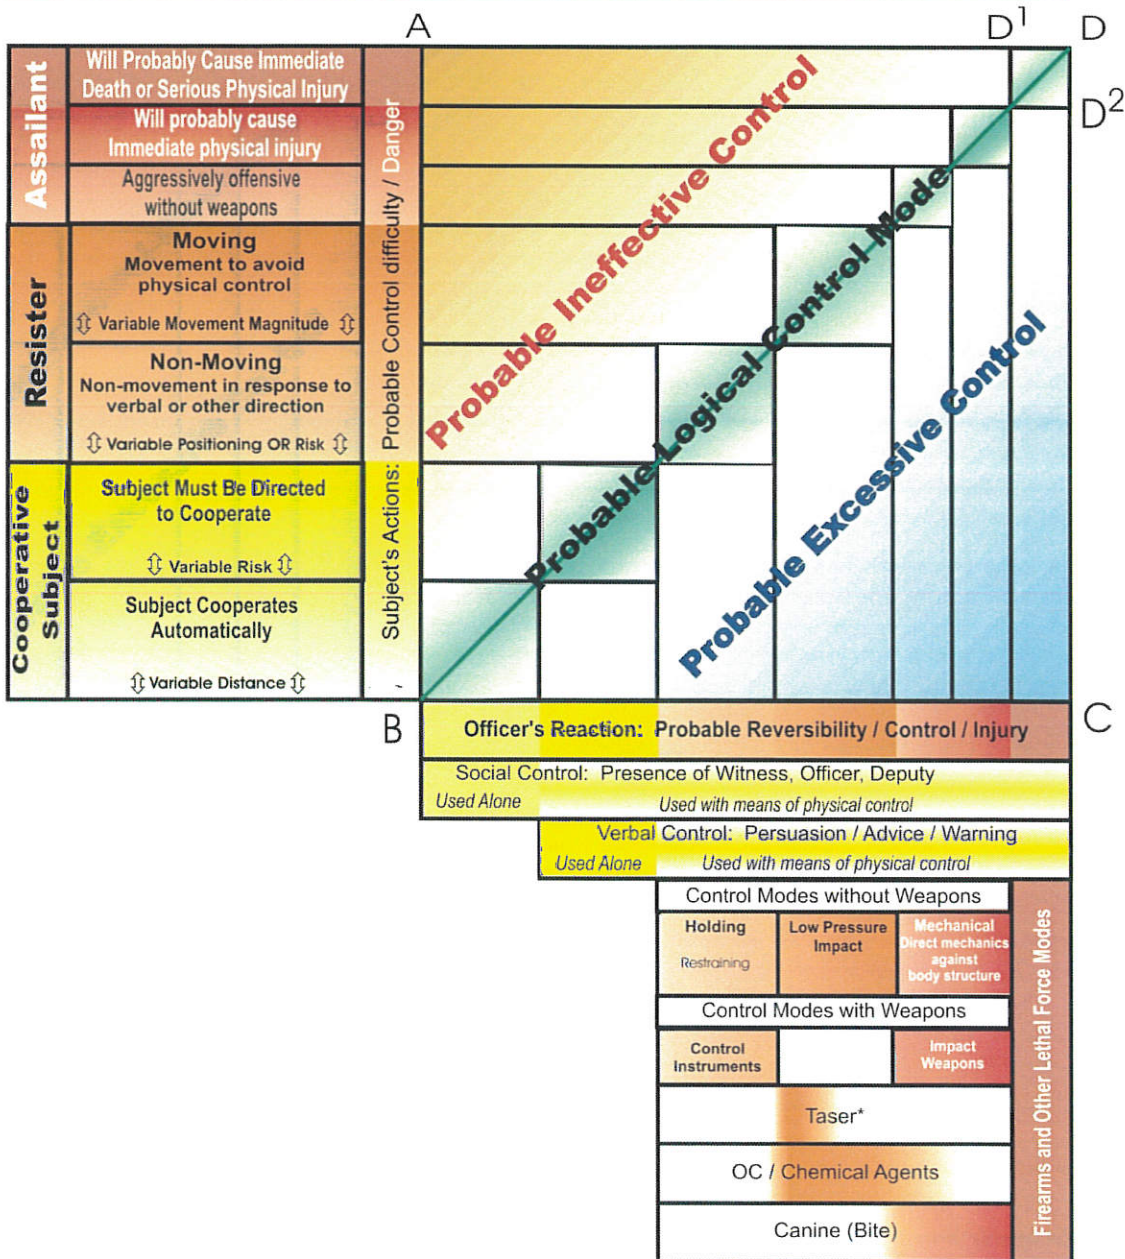 A
D1
D
Assailant
Will Probably Cause Immediate
Death or Serious Physical Injury
Will probably cause
Immediate physical injury
Aggressively offensive
without weapons
D2
Resister
Moving
Movement to avoid
physical control
⇕ Variable Movement Magnitude ⇕
Non-Moving
Non-movement in response to
verbal or other direction
⇕ Variable Positioning OR Risk ⇕
Cooperative
Subject
Subject Must Be Directed
to Cooperate
⇕ Variable Risk ⇕
Subject Cooperates
Automatically
⇕ Variable Distance ⇕
Subject's Actions: Probable Control difficulty / Danger
Probable Ineffective Control
Probable Logical Control Mode
Probable Excessive Control
B
C
Officer's Reaction: Probable Reversibility / Control / Injury
Social Control: Presence of Witness, Officer, Deputy
Used Alone
Used with means of physical control
Verbal Control: Persuasion / Advice / Warning
Used Alone
Used with means of physical control
Control Modes without Weapons
Holding
Restraining
Low Pressure
Impact
Mechanical
Direct mechanics
against
body structure
Control Modes with Weapons
Control
Instruments
Impact
Weapons
Taser*
OC / Chemical Agents
Canine (Bite)
Firearms and Other Lethal Force Modes